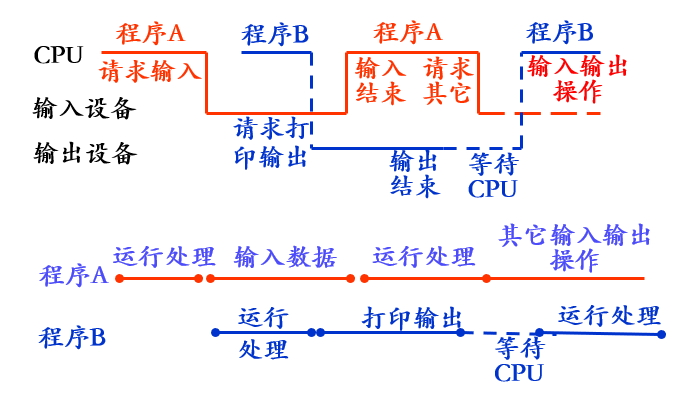 程序A
程序B
程序A
程序B
CPU
请求输入
输入
结束
请求
其它
输入输出
操作
输入设备
请求打
印输出
输出设备
输出
结束
等待
CPU
运行处理
输入数据
运行处理
其它输入输出
操作
程序A
运行
处理
打印输出
运行处理
程序B
等待
CPU